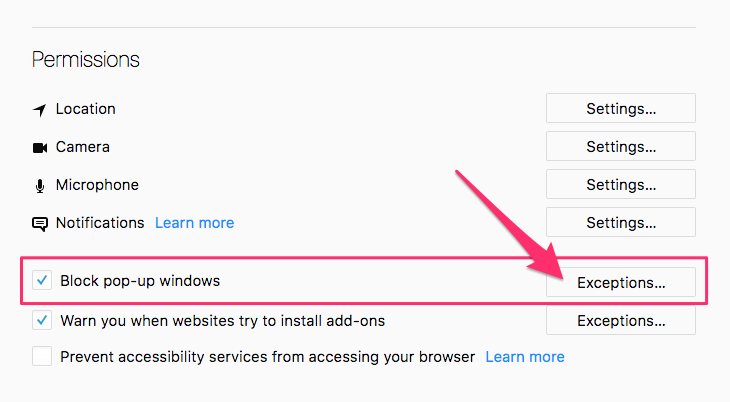 Permissions
Location Settings...
Camera Settings...
Microphone Settings...
Notifications Learn more Settings...
Block pop-up windows Exceptions...
Warn you when websites try to install add-ons Exceptions...
Prevent accessibility services from accessing your browser Learn more